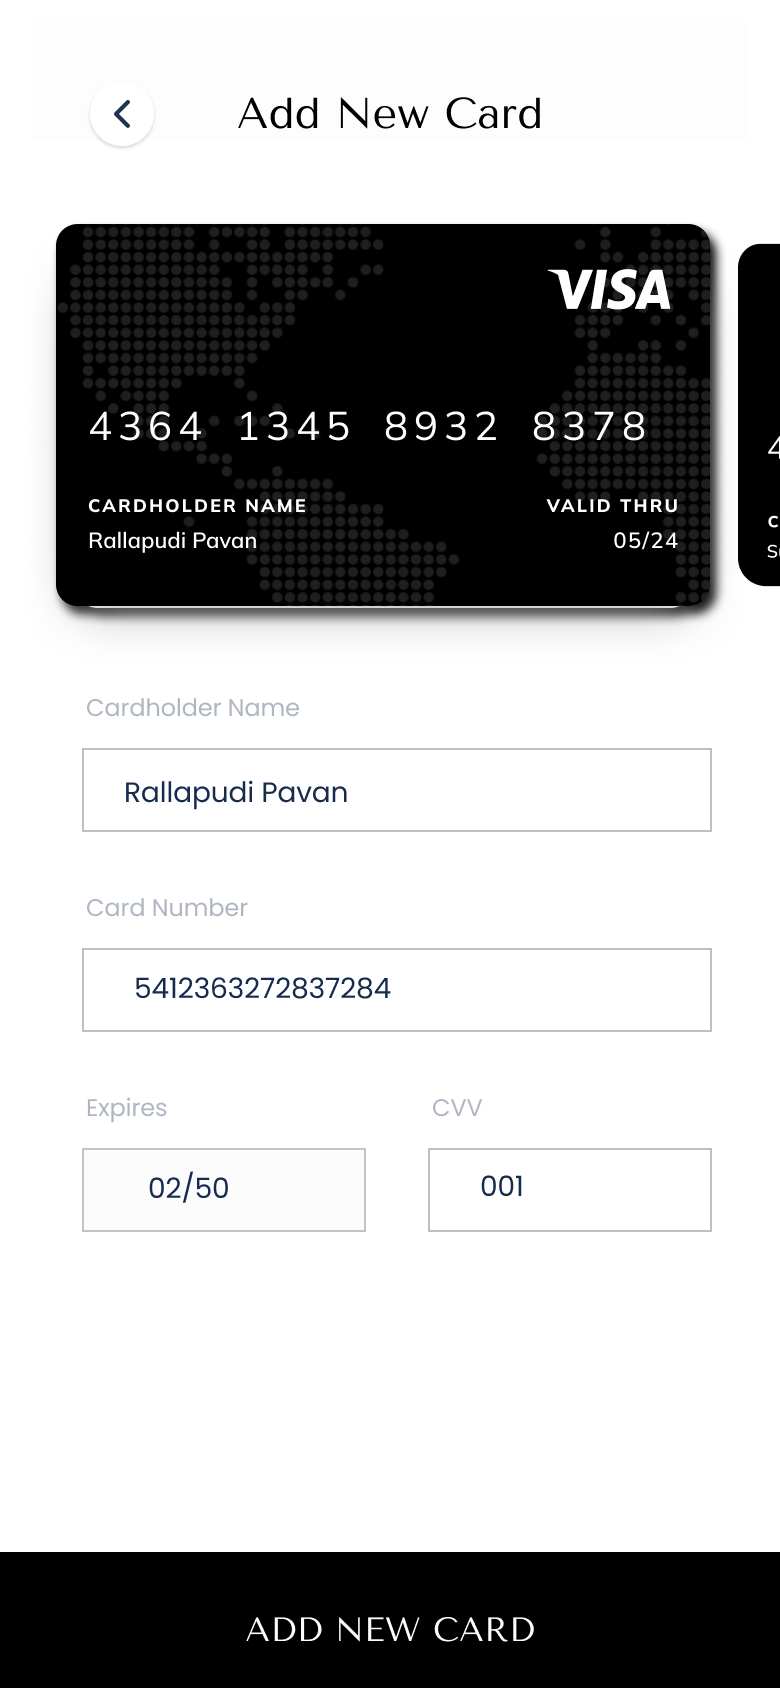 Add New Card
VISA
4364 1345 8932 8378
CARDHOLDER NAME VALID THRU
Rallapudi Pavan 05/24
Cardholder Name
Rallapudi Pavan
Card Number
5412363272837284
Expires CVV
02/50 001
ADD NEW CARD